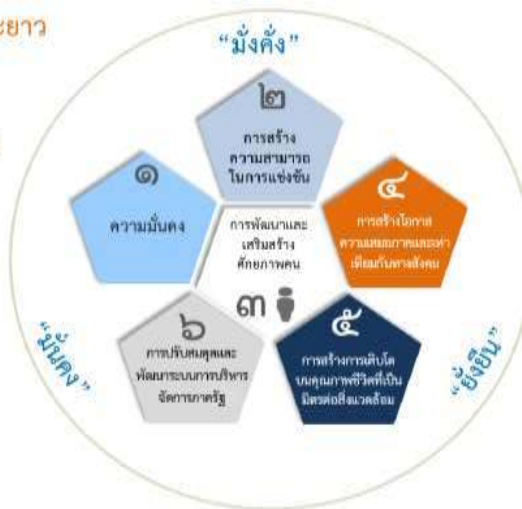 ะยาว
“มั่งคั่ง”
๒
การสร้าง
ความสามารถ
ในการแข่งขัน
๑
ความมั่นคง
๔
การสร้างโอกาส
ความเสมอภาคและเท่า
เทียมกันทางสังคม
การพัฒนาและ
เสริมสร้าง
ศักยภาพคน
๓
๖
การปรับสมดุลและ
พัฒนาระบบการบริหาร
จัดการภาครัฐ
๕
การสร้างการเติบโต
บนคุณภาพชีวิตที่เป็น
มิตรต่อสิ่งแวดล้อม
“มั่นคง”
“ยั่งยืน”